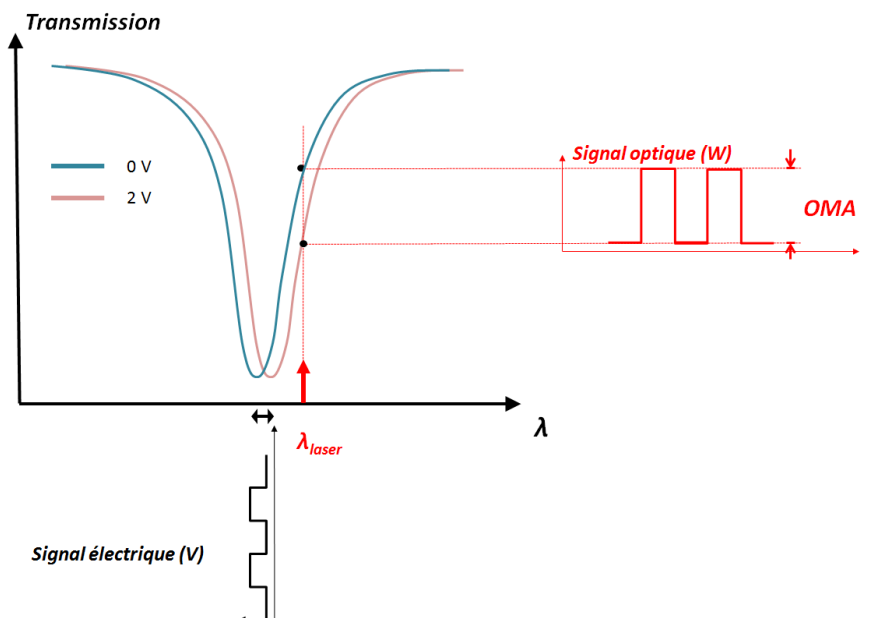 Transmission
0 V
2 V
Signal optique (W)
OMA
λ
λlaser
Signal électrique (V)